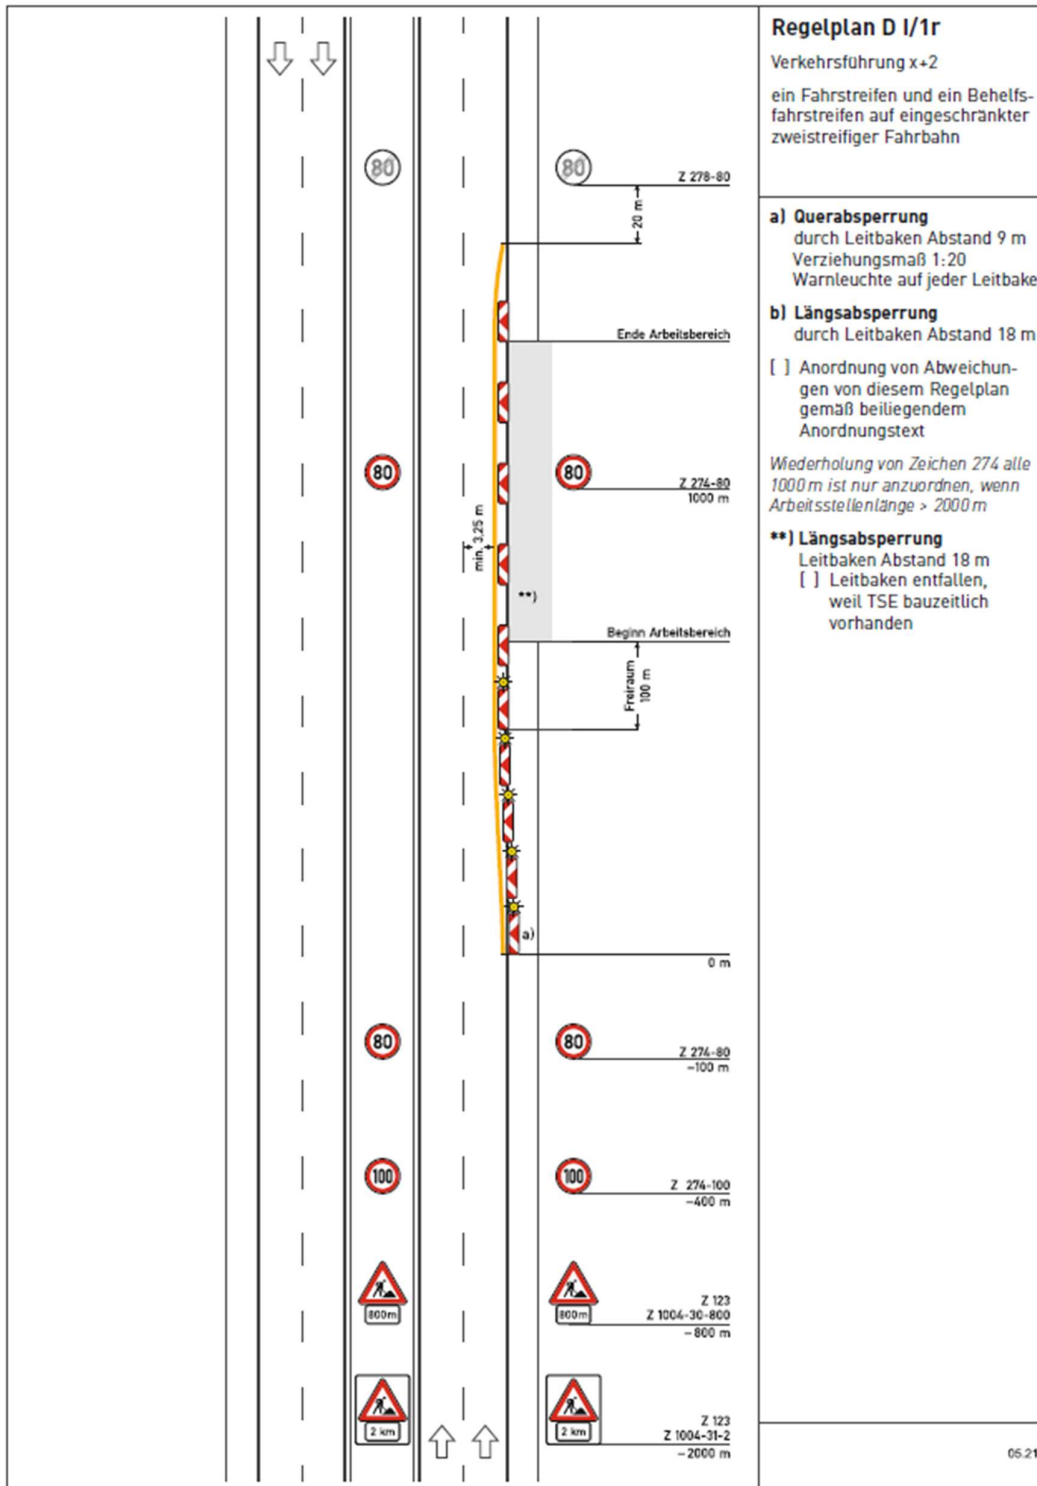 Regelplan D I/1r
Verkehrsführung x+2
ein Fahrstreifen und ein Behelfs-
fahrstreifen auf eingeschränkter
zweistreifiger Fahrbahn
a) Querabsperrung
durch Leitbaken Abstand 9 m
Verziehungsmaß 1:20
Warnleuchte auf jeder Leitbake
b) Längsabsperrung
durch Leitbaken Abstand 18 m
[ ] Anordnung von Abweichun-
gen von diesem Regelplan
gemäß beiliegendem
Anordnungstext
Wiederholung von Zeichen 274 alle
1000 m ist nur anzuordnen, wenn
Arbeitsstellenlänge > 2000 m
**) Längsabsperrung
Leitbaken Abstand 18 m
[ ] Leitbaken entfallen,
weil TSE bauzeitlich
vorhanden
80
80
Z 278-80
20 m
Ende Arbeitsbereich
80
80
Z 274-80
1000 m
min. 3,25 m
**)
Beginn Arbeitsbereich
Freiraum
100 m
a)
0 m
80
80
Z 274-80
–100 m
100
100
Z 274-100
–400 m
800 m
800 m
Z 123
Z 1004-30-800
–800 m
2 km
2 km
Z 123
Z 1004-31-2
–2000 m
05.21